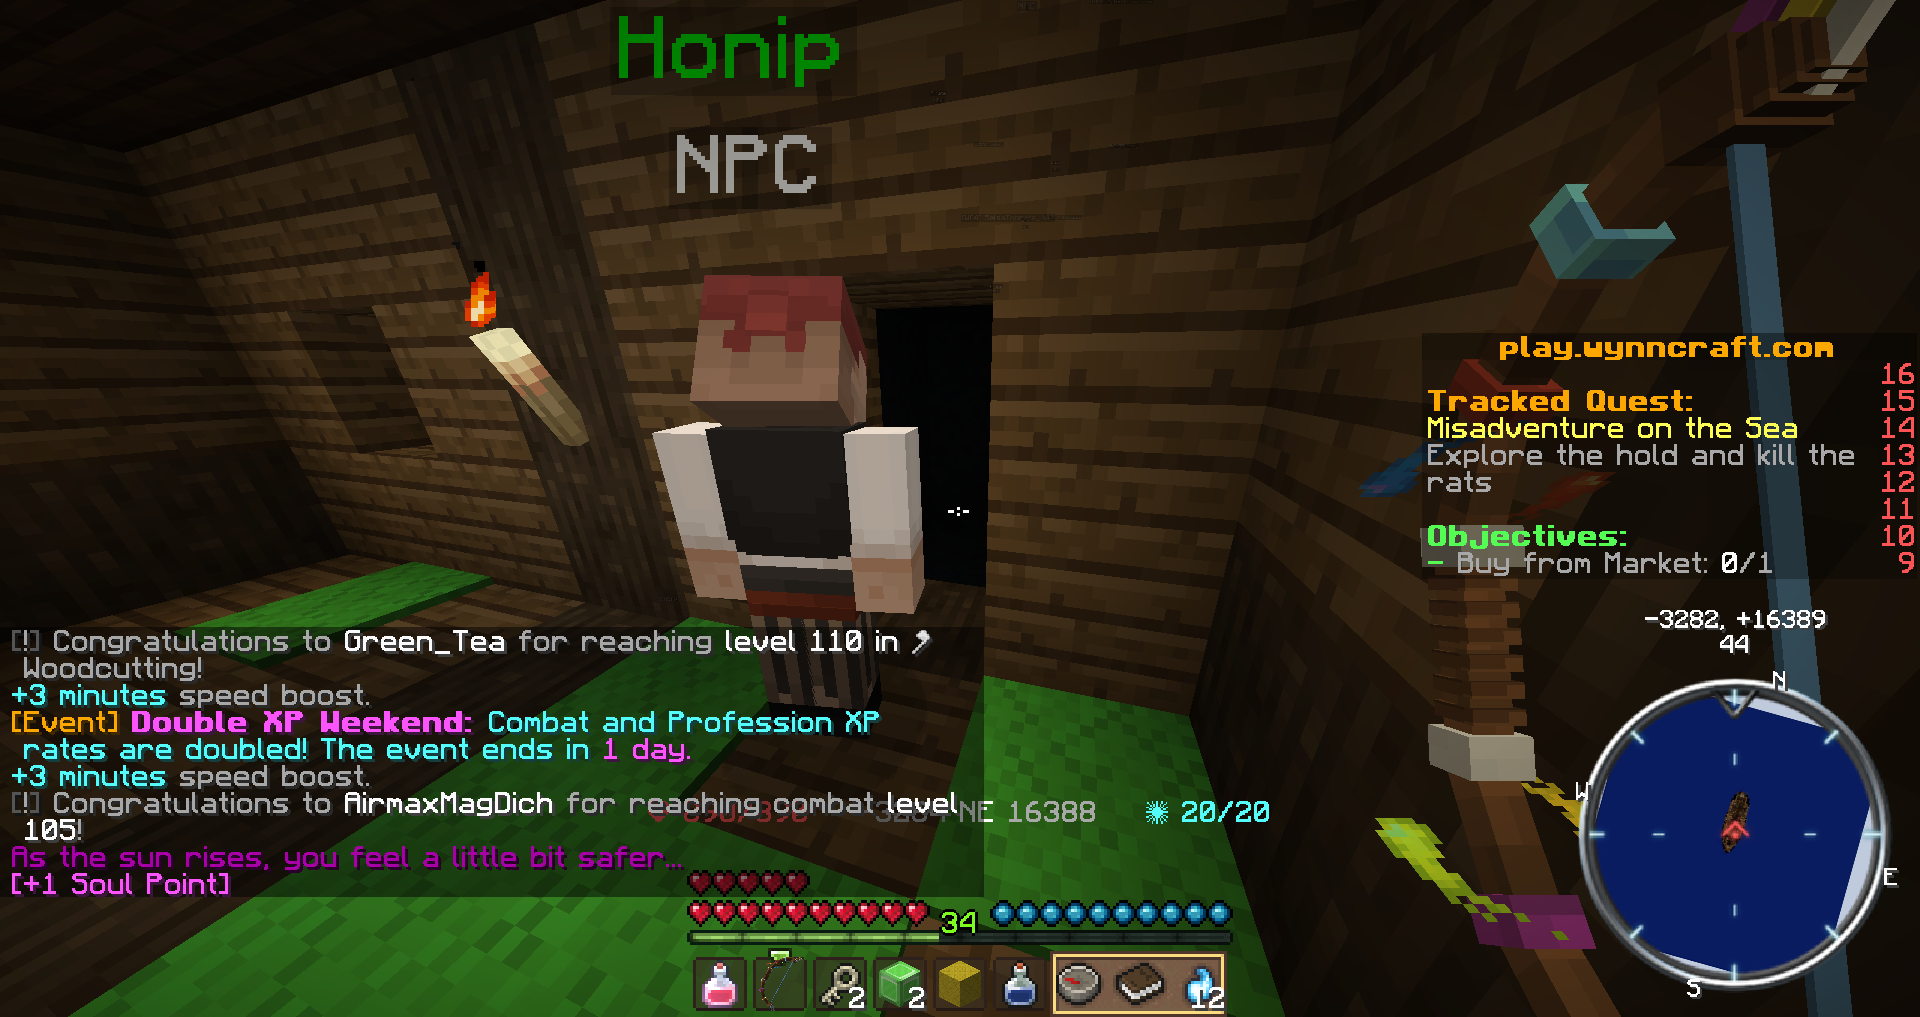 Honip
NPC
play.wynncraft.com
16
Tracked Quest: 15
Misadventure on the Sea 14
Explore the hold and kill the 13
rats 12
11
Objectives: 10
- Buy from Market: 0/1 9
-3282, +16389
44
N
W
E
S
[!] Congratulations to Green_Tea for reaching level 110 in
Woodcutting!
+3 minutes speed boost.
[Event] Double XP Weekend: Combat and Profession XP
rates are doubled! The event ends in 1 day.
+3 minutes speed boost.
[!] Congratulations to AirmaxMagDich for reaching combat level
105!
As the sun rises, you feel a little bit safer...
[+1 Soul Point]
NE 16388 20/20
34
2
2
12